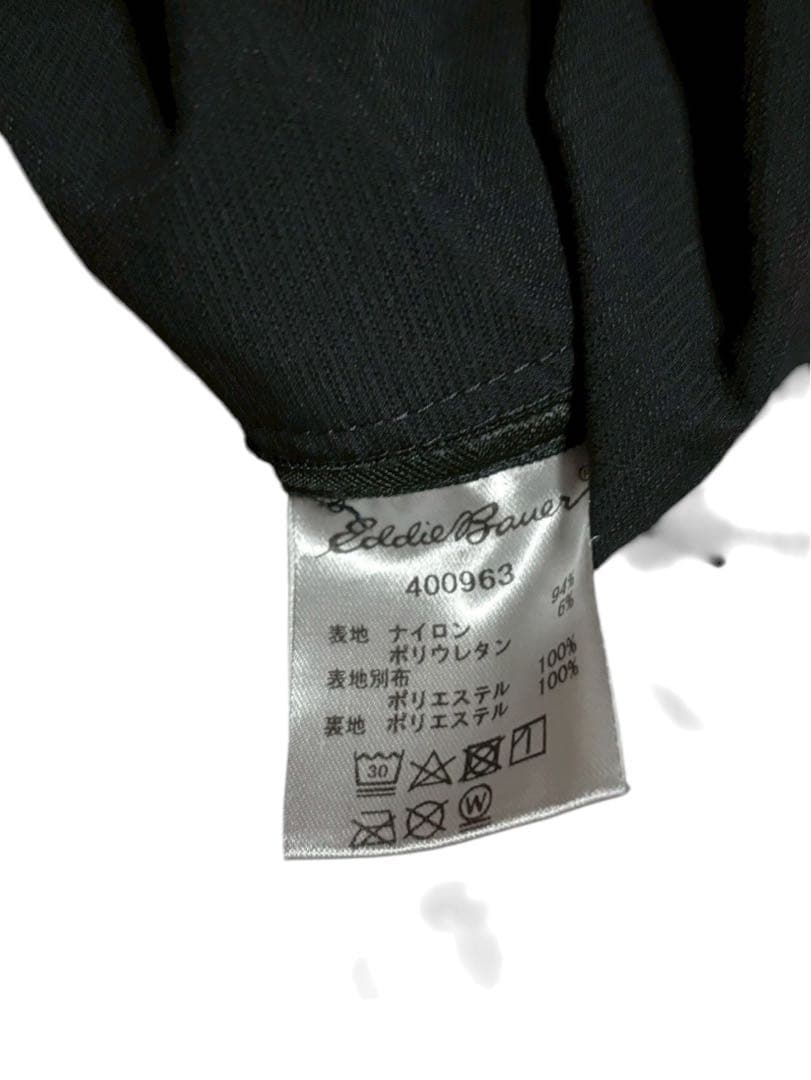 Eddie Bauer®
400963
表地 ナイロン 94%
ポリウレタン 6%
表地別布
ポリエステル 100%
裏地 ポリエステル 100%
30
W